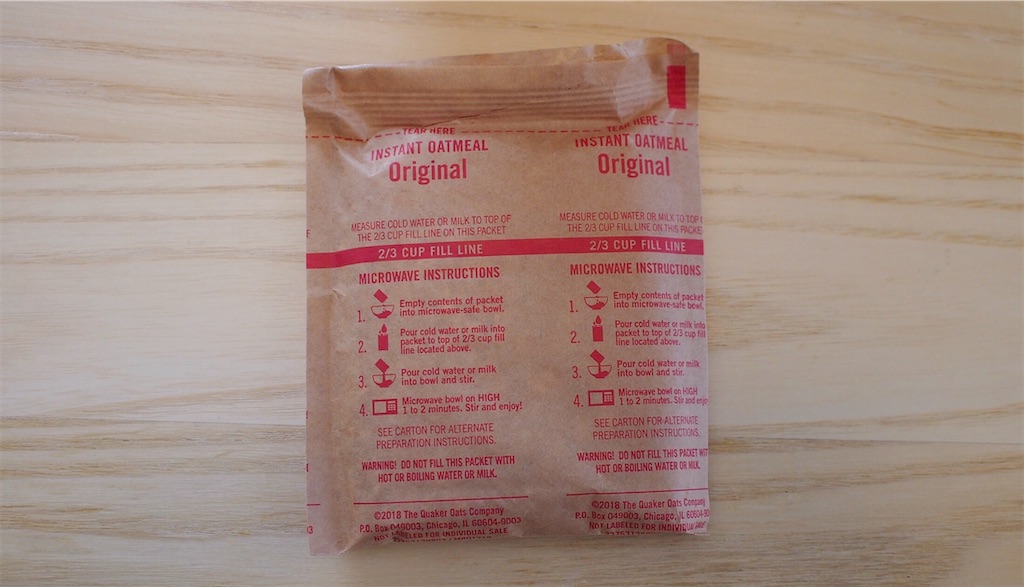 TEAR HERE
INSTANT OATMEAL
Original
MEASURE COLD WATER OR MILK TO TOP OF
THE 2/3 CUP FILL LINE ON THIS PACKET
2/3 CUP FILL LINE
MICROWAVE INSTRUCTIONS
1. Empty contents of packet
into microwave-safe bowl.
2. Pour cold water or milk into
packet to top of 2/3 cup fill
line located above.
3. Pour cold water or milk
into bowl and stir.
4. Microwave bowl on HIGH
1 to 2 minutes. Stir and enjoy!
SEE CARTON FOR ALTERNATE
PREPARATION INSTRUCTIONS.
WARNING! DO NOT FILL THIS PACKET WITH
HOT OR BOILING WATER OR MILK.
©2018 The Quaker Oats Company
P.O. Box 049003, Chicago, IL 60604-9003
NOT LABELED FOR INDIVIDUAL SALE
TEAR HERE
INSTANT OATMEAL
Original
MEASURE COLD WATER OR MILK TO TOP
THE 2/3 CUP FILL LINE ON THIS PACKET
2/3 CUP FILL LINE
MICROWAVE INSTRUCTIONS
1. Empty contents of packet
into microwave-safe bowl.
2. Pour cold water or milk into
packet to top of 2/3 cup fill
line located above.
3. Pour cold water or milk
into bowl and stir.
4. Microwave bowl on HIGH
1 to 2 minutes. Stir and enjoy
SEE CARTON FOR ALTERNATE
PREPARATION INSTRUCTIONS.
WARNING! DO NOT FILL THIS PACKET WIT
HOT OR BOILING WATER OR MILK.
©2018 The Quaker Oats Company
P.O. Box 049003, Chicago, IL 60604-9
NOT LABELED FOR INDIVIDUAL